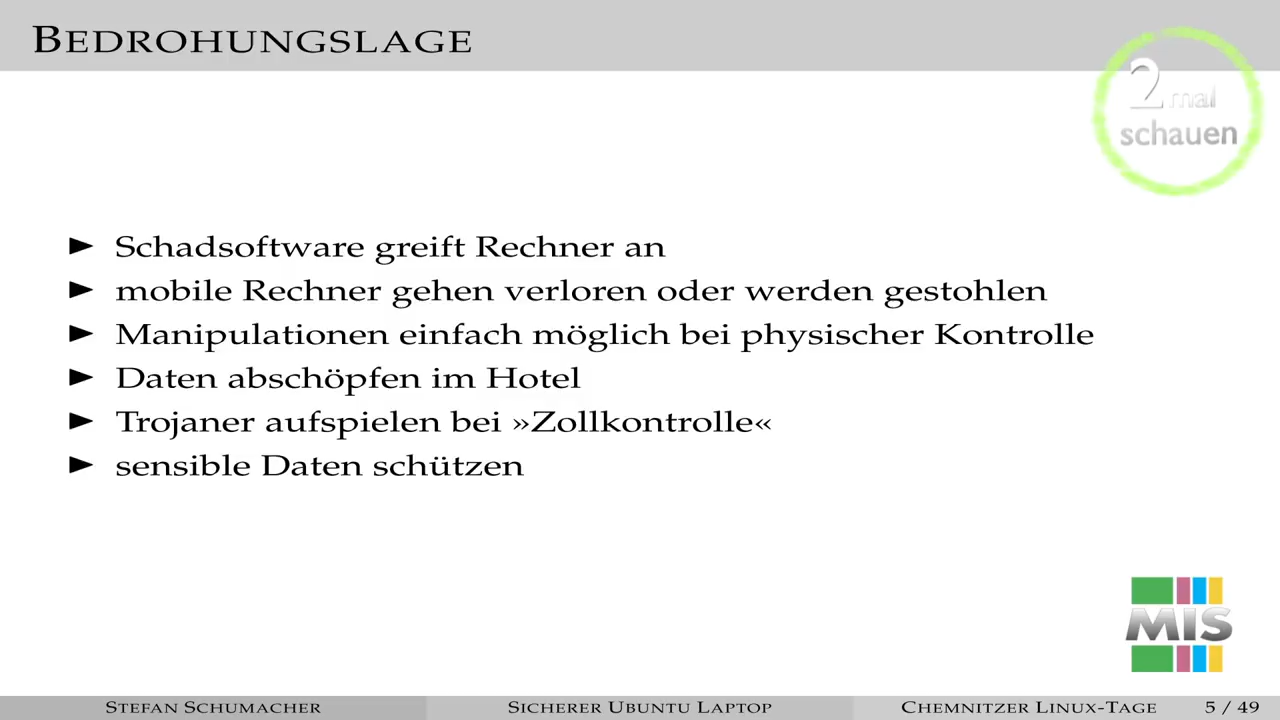 BEDROHUNGSLAGE
2 mal
schauen
► Schadsoftware greift Rechner an
► mobile Rechner gehen verloren oder werden gestohlen
► Manipulationen einfach möglich bei physischer Kontrolle
► Daten abschöpfen im Hotel
► Trojaner aufspielen bei »Zollkontrolle«
► sensible Daten schützen
MIS
STEFAN SCHUMACHER SICHERER UBUNTU LAPTOP CHEMNITZER LINUX-TAGE 5 / 49